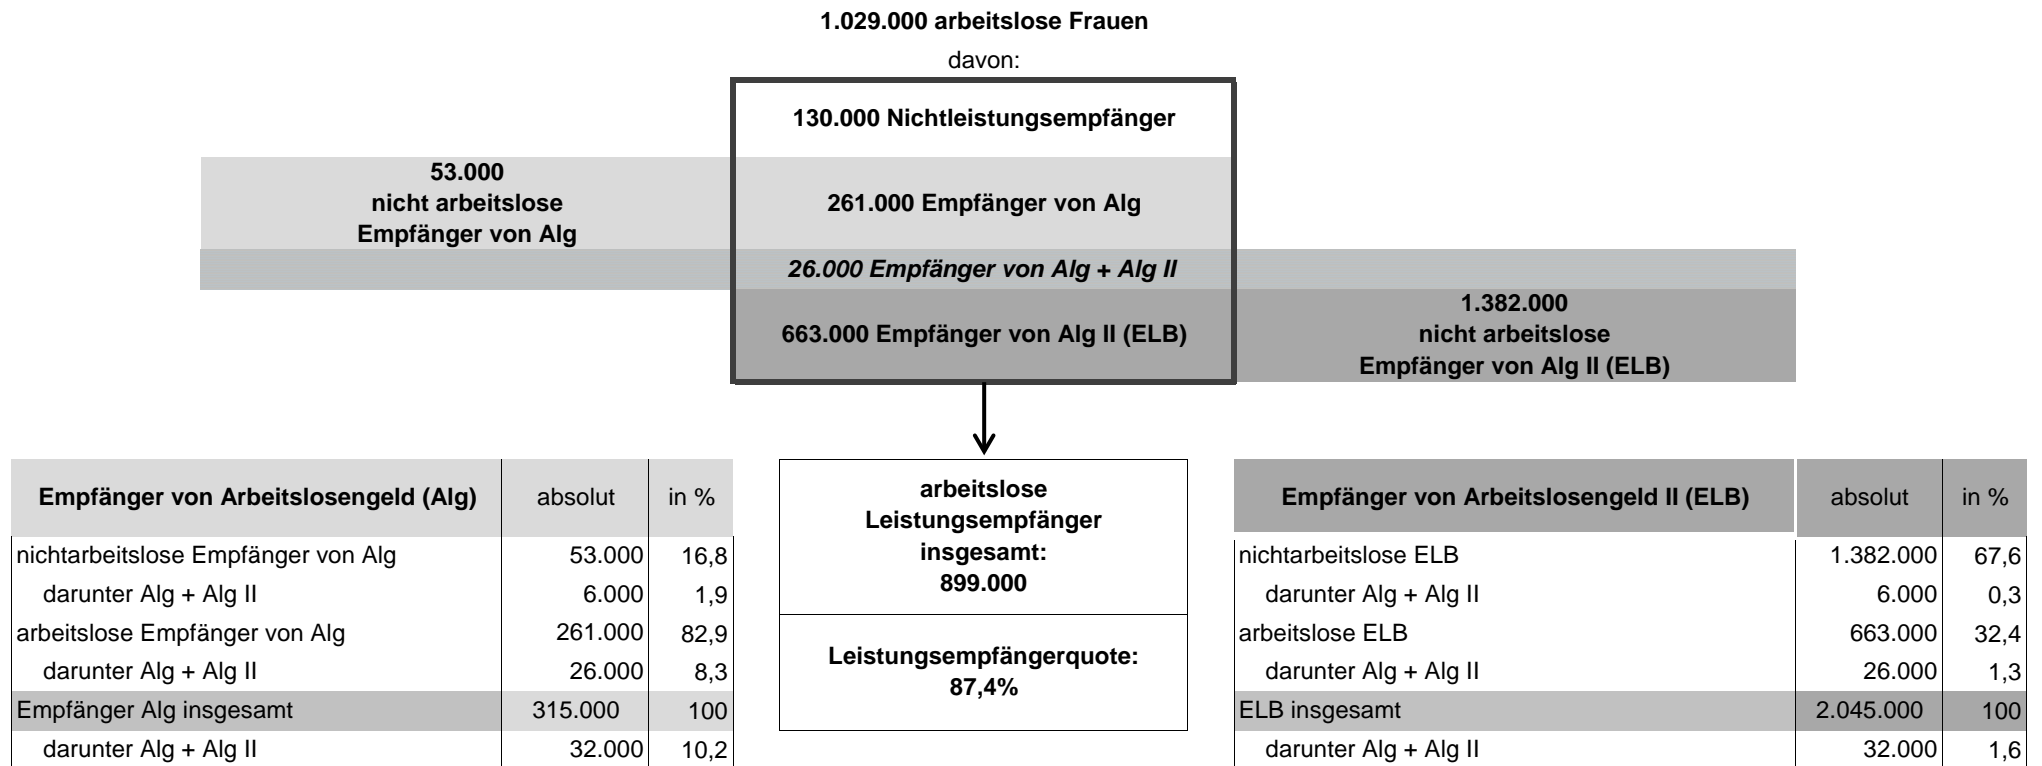 1.029.000 arbeitslose Frauen
davon:
130.000 Nichtleistungsempfänger
53.000
nicht arbeitslose
Empfänger von Alg
261.000 Empfänger von Alg
26.000 Empfänger von Alg + Alg II
663.000 Empfänger von Alg II (ELB)
1.382.000
nicht arbeitslose
Empfänger von Alg II (ELB)
Empfänger von Arbeitslosengeld (Alg) absolut in %
nichtarbeitslose Empfänger von Alg 53.000 16,8
darunter Alg + Alg II 6.000 1,9
arbeitslose Empfänger von Alg 261.000 82,9
darunter Alg + Alg II 26.000 8,3
Empfänger Alg insgesamt 315.000 100
darunter Alg + Alg II 32.000 10,2
arbeitslose
Leistungsempfänger
insgesamt:
899.000
Leistungsempfängerquote:
87,4%
Empfänger von Arbeitslosengeld II (ELB) absolut in %
nichtarbeitslose ELB 1.382.000 67,6
darunter Alg + Alg II 6.000 0,3
arbeitslose ELB 663.000 32,4
darunter Alg + Alg II 26.000 1,3
ELB insgesamt 2.045.000 100
darunter Alg + Alg II 32.000 1,6